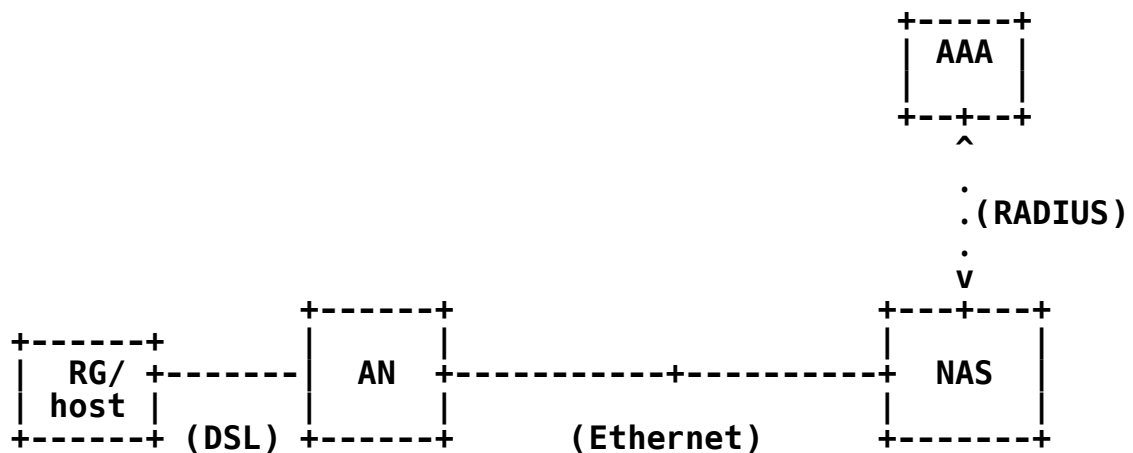 +-----+
| AAA |
|     |
+--+--+
^
.
.(RADIUS)
.
v
+------+ +---+---+
+------+ | | | |
| RG/ +-------| AN +-----------+----------+ NAS |
| host | | | | |
+------+ (DSL) +------+ (Ethernet) +-------+